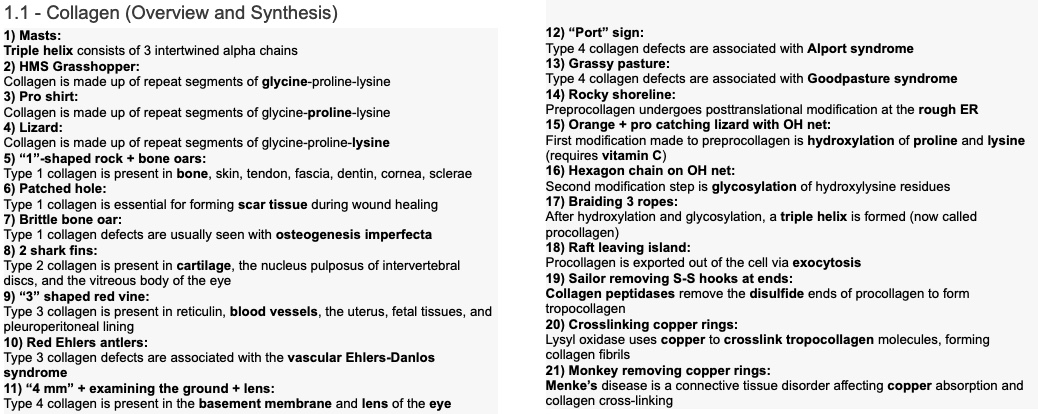 1.1 - Collagen (Overview and Synthesis)
1) Masts:
Triple helix consists of 3 intertwined alpha chains
2) HMS Grasshopper:
Collagen is made up of repeat segments of glycine-proline-lysine
3) Pro shirt:
Collagen is made up of repeat segments of glycine-proline-lysine
4) Lizard:
Collagen is made up of repeat segments of glycine-proline-lysine
5) “1”-shaped rock + bone oars:
Type 1 collagen is present in bone, skin, tendon, fascia, dentin, cornea, sclerae
6) Patched hole:
Type 1 collagen is essential for forming scar tissue during wound healing
7) Brittle bone oar:
Type 1 collagen defects are usually seen with osteogenesis imperfecta
8) 2 shark fins:
Type 2 collagen is present in cartilage, the nucleus pulposus of intervertebral
discs, and the vitreous body of the eye
9) “3” shaped red vine:
Type 3 collagen is present in reticulin, blood vessels, the uterus, fetal tissues, and
pleuroperitoneal lining
10) Red Ehlers antlers:
Type 3 collagen defects are associated with the vascular Ehlers-Danlos
syndrome
11) “4 mm” + examining the ground + lens:
Type 4 collagen is present in the basement membrane and lens of the eye
12) “Port” sign:
Type 4 collagen defects are associated with Alport syndrome
13) Grassy pasture:
Type 4 collagen defects are associated with Goodpasture syndrome
14) Rocky shoreline:
Preprocollagen undergoes posttranslational modification at the rough ER
15) Orange + pro catching lizard with OH net:
First modification made to preprocollagen is hydroxylation of proline and lysine
(requires vitamin C)
16) Hexagon chain on OH net:
Second modification step is glycosylation of hydroxylysine residues
17) Braiding 3 ropes:
After hydroxylation and glycosylation, a triple helix is formed (now called
procollagen)
18) Raft leaving island:
Procollagen is exported out of the cell via exocytosis
19) Sailor removing S-S hooks at ends:
Collagen peptidases remove the disulfide ends of procollagen to form
tropocollagen
20) Crosslinking copper rings:
Lysyl oxidase uses copper to crosslink tropocollagen molecules, forming
collagen fibrils
21) Monkey removing copper rings:
Menke's disease is a connective tissue disorder affecting copper absorption and
collagen cross-linking